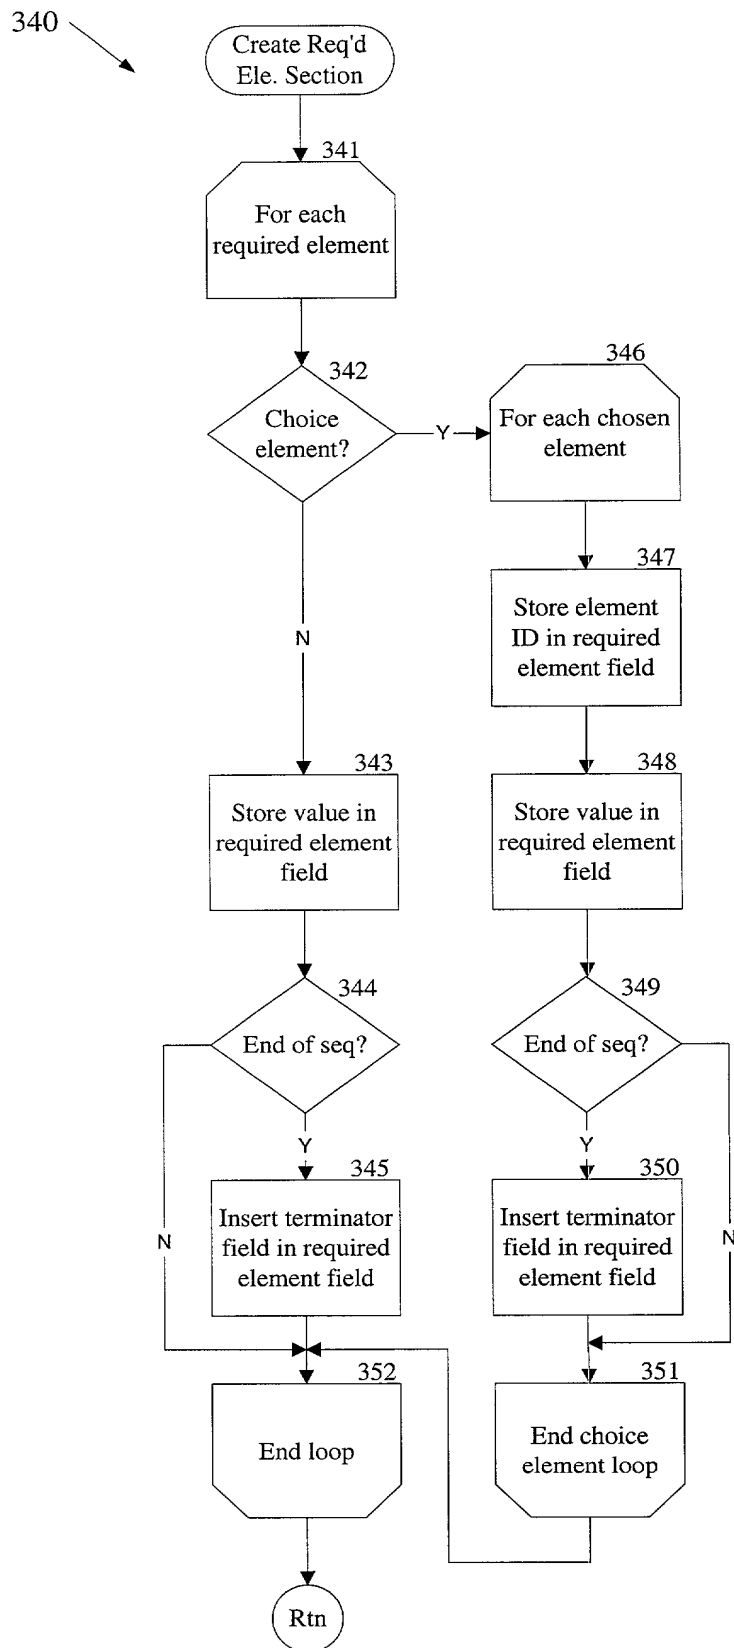 340
Create Req'd
Ele. Section
341
For each
required element
342
Choice
element?
Y
346
For each chosen
element
347
Store element
ID in required
element field
N
343
Store value in
required element
field
348
Store value in
required element
field
344
End of seq?
349
End of seq?
Y
Y
345
Insert terminator
field in required
element field
350
Insert terminator
field in required
element field
N
N
352
End loop
351
End choice
element loop
Rtn